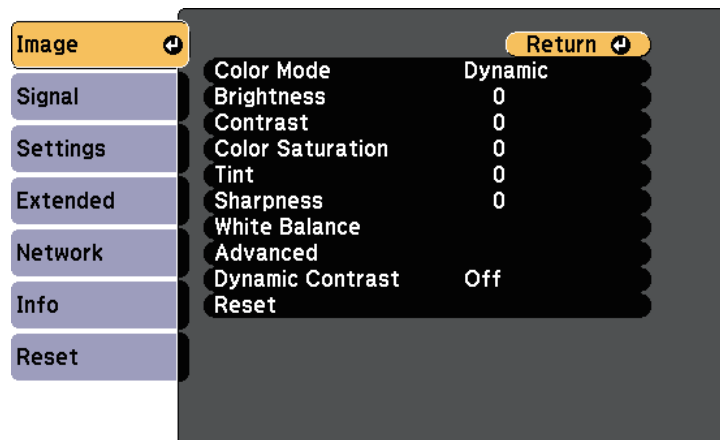 Image
Signal
Settings
Extended
Network
Info
Reset
Return
Color Mode Dynamic
Brightness 0
Contrast 0
Color Saturation 0
Tint 0
Sharpness 0
White Balance
Advanced
Dynamic Contrast Off
Reset